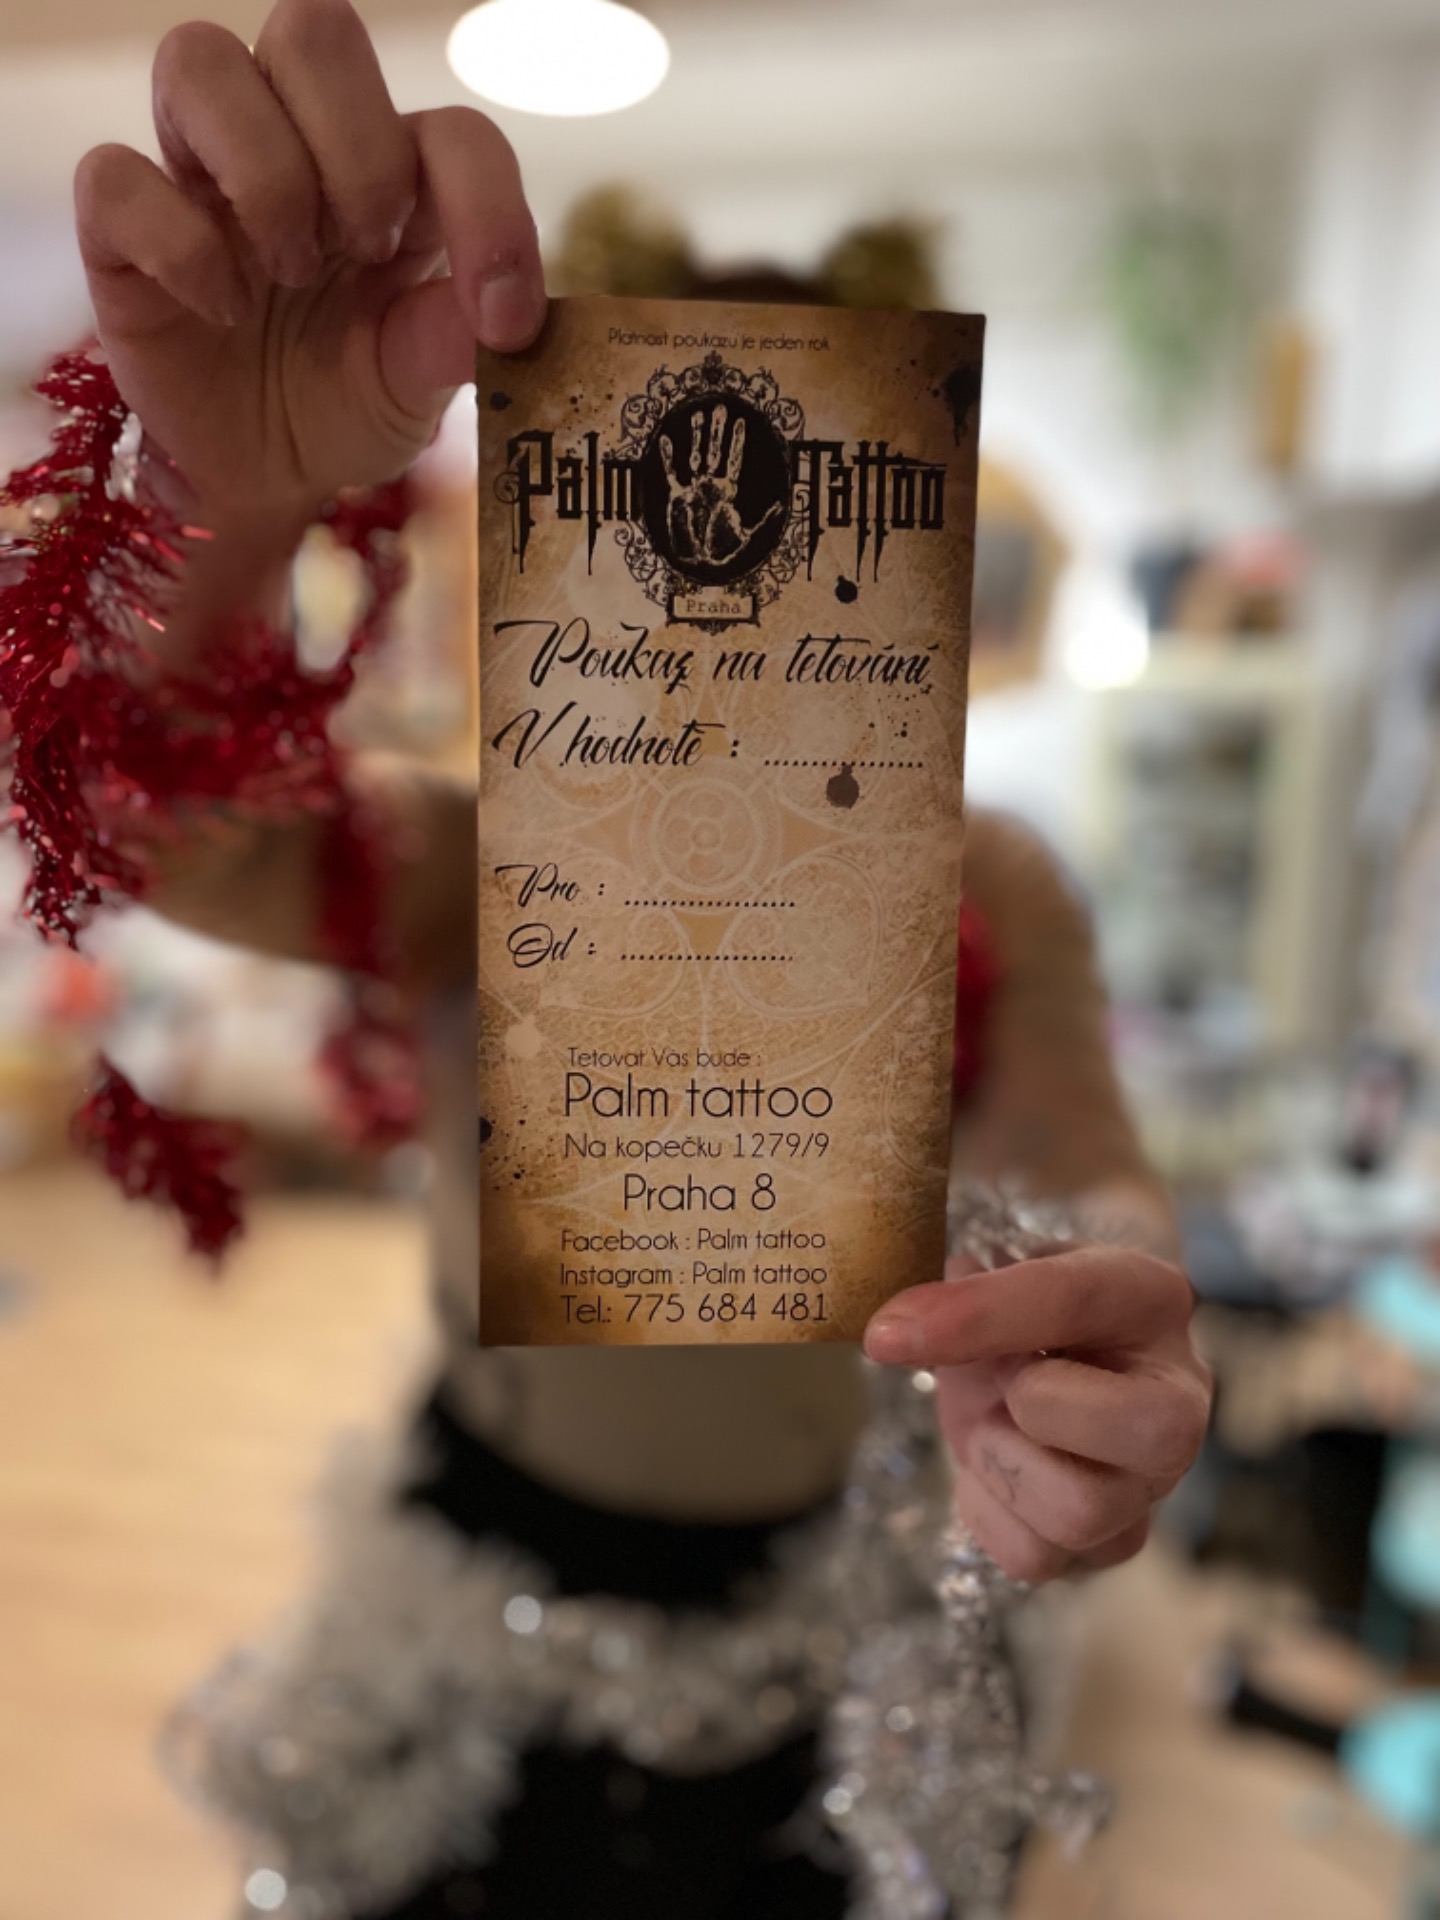 Platnost poukazu je jeden rok
Palm Tattoo
Praha
Poukaz na tetování
V hodnotě : ................
Pro : ..................
Od : ..................
Tetovat Vás bude :
Palm tattoo
Na kopečku 1279/9
Praha 8
Facebook : Palm tattoo
Instagram : Palm tattoo
Tel.: 775 684 481